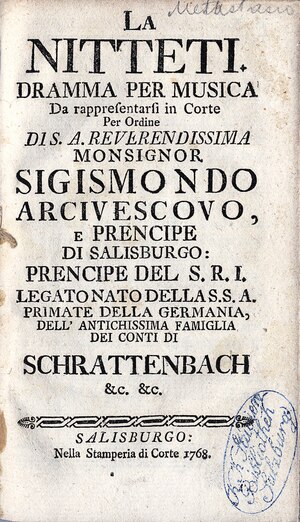 Metastasio
LA
NITTETI.
DRAMMA PER MUSICA
Da rappresentarsi in Corte
Per Ordine
DI S. A. REVERENDISSIMA
MONSIGNOR
SIGISMONDO
ARCIVESCOVO,
E PRENCIPE
DI SALISBURGO:
PRENCIPE DEL S. R. I.
LEGATO NATO DELLA S. S. A.
PRIMATE DELLA GERMANIA,
DELL' ANTICHISSIMA FAMIGLIA
DEI CONTI DI
SCHRATTENBACH
&c. &c.
SALISBURGO:
Nella Stamperia di Corte 1768.